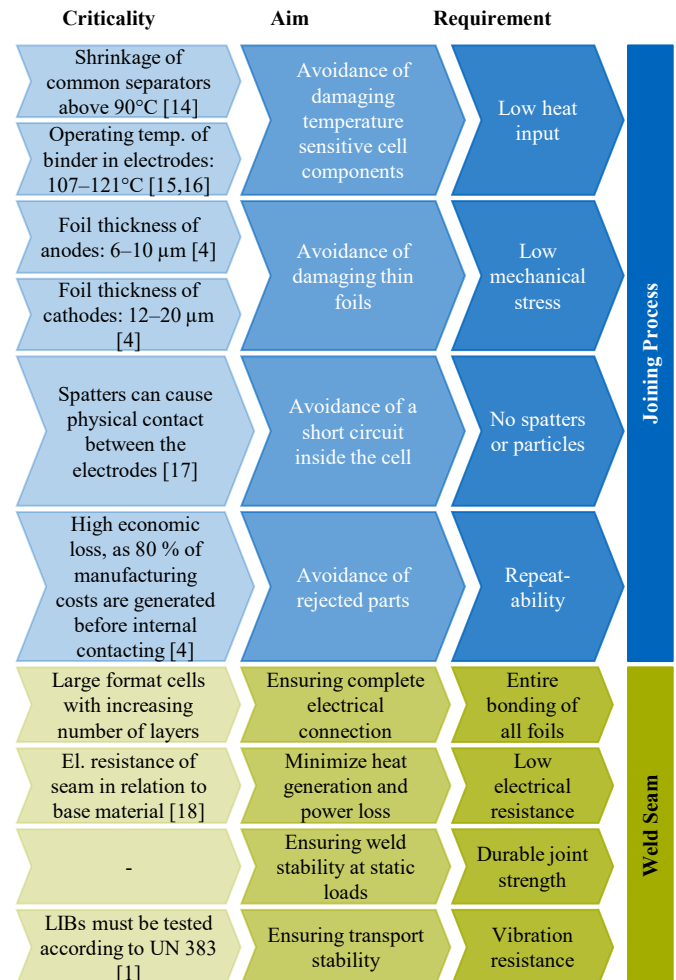 Criticality Aim Requirement
Shrinkage of
common separators
above 90°C [14]
Operating temp. of
binder in electrodes:
107–121°C [15,16]
Avoidance of
damaging
temperature
sensitive cell
components
Low heat
input
Foil thickness of
anodes: 6–10 µm [4]
Foil thickness of
cathodes: 12–20 µm
[4]
Avoidance of
damaging thin
foils
Low
mechanical
stress
Spatters can cause
physical contact
between the
electrodes [17]
Avoidance of a
short circuit
inside the cell
No spatters
or particles
High economic
loss, as 80 % of
manufacturing
costs are generated
before internal
contacting [4]
Avoidance of
rejected parts
Repeat-
ability
Joining Process
Large format cells
with increasing
number of layers
Ensuring complete
electrical
connection
Entire
bonding of
all foils
El. resistance of
seam in relation to
base material [18]
Minimize heat
generation and
power loss
Low
electrical
resistance
-
Ensuring weld
stability at static
loads
Durable joint
strength
LIBs must be tested
according to UN 383
[1]
Ensuring transport
stability
Vibration
resistance
Weld Seam